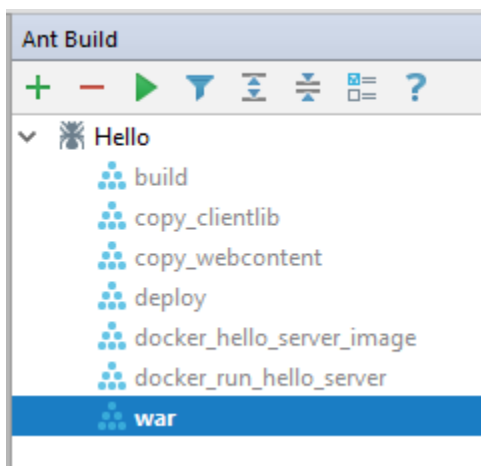 Ant Build
?
Hello
build
copy_clientlib
copy_webcontent
deploy
docker_hello_server_image
docker_run_hello_server
war